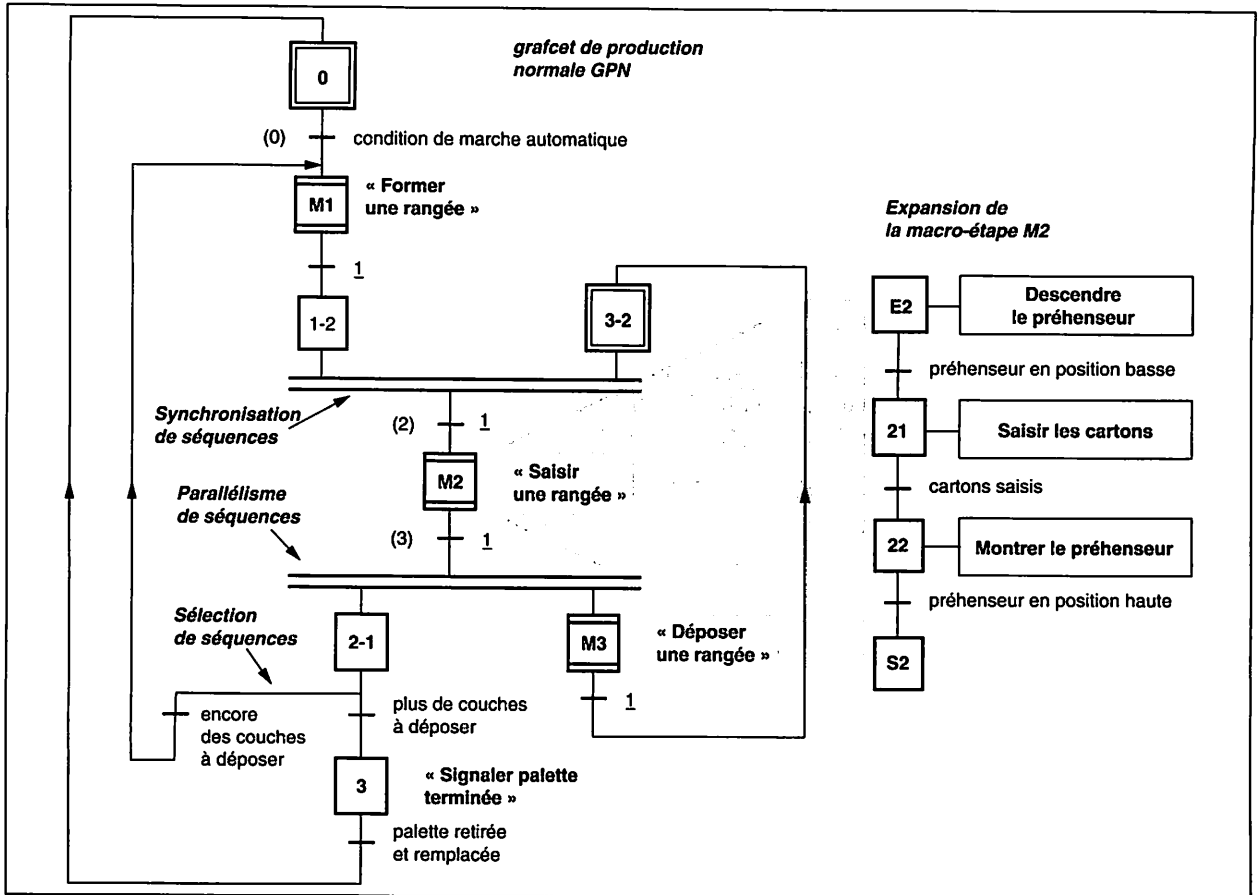 grafcet de production
normale GPN
0
(0)
condition de marche automatique
M1
« Former
une rangée »
1
1-2
3-2
Synchronisation
de séquences
(2)
1
M2
« Saisir
une rangée »
Parallélisme
de séquences
(3)
1
Sélection
de séquences
2-1
M3
« Déposer
une rangée »
1
encore
des couches
à déposer
plus de couches
à déposer
3
« Signaler palette
terminée »
palette retirée
et remplacée
Expansion de
la macro-étape M2
E2
Descendre
le préhenseur
préhenseur en position basse
21
Saisir les cartons
cartons saisis
22
Montrer le préhenseur
préhenseur en position haute
S2